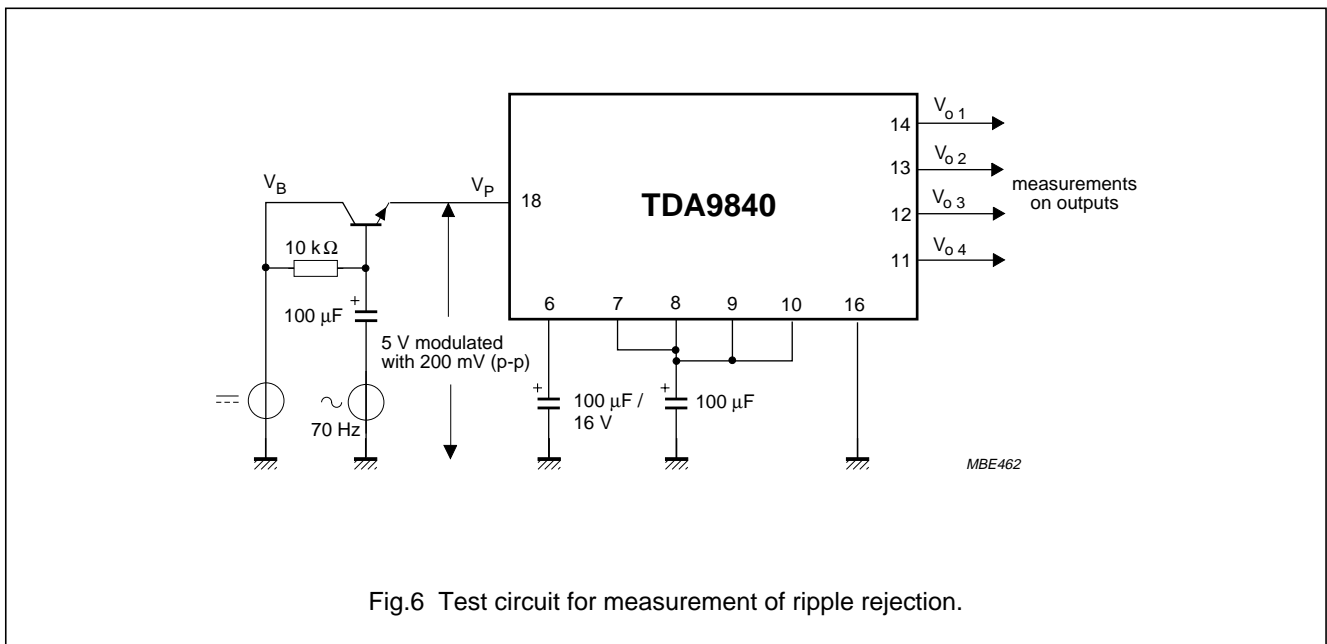 V_B
V_P
10 kΩ
100 µF
+
70 Hz
5 V modulated
with 200 mV (p-p)
18
TDA9840
14
13
12
11
V_o 1
V_o 2
V_o 3
V_o 4
measurements
on outputs
6
7
8
9
10
16
+
100 µF /
16 V
+
100 µF
MBE462
Fig.6 Test circuit for measurement of ripple rejection.